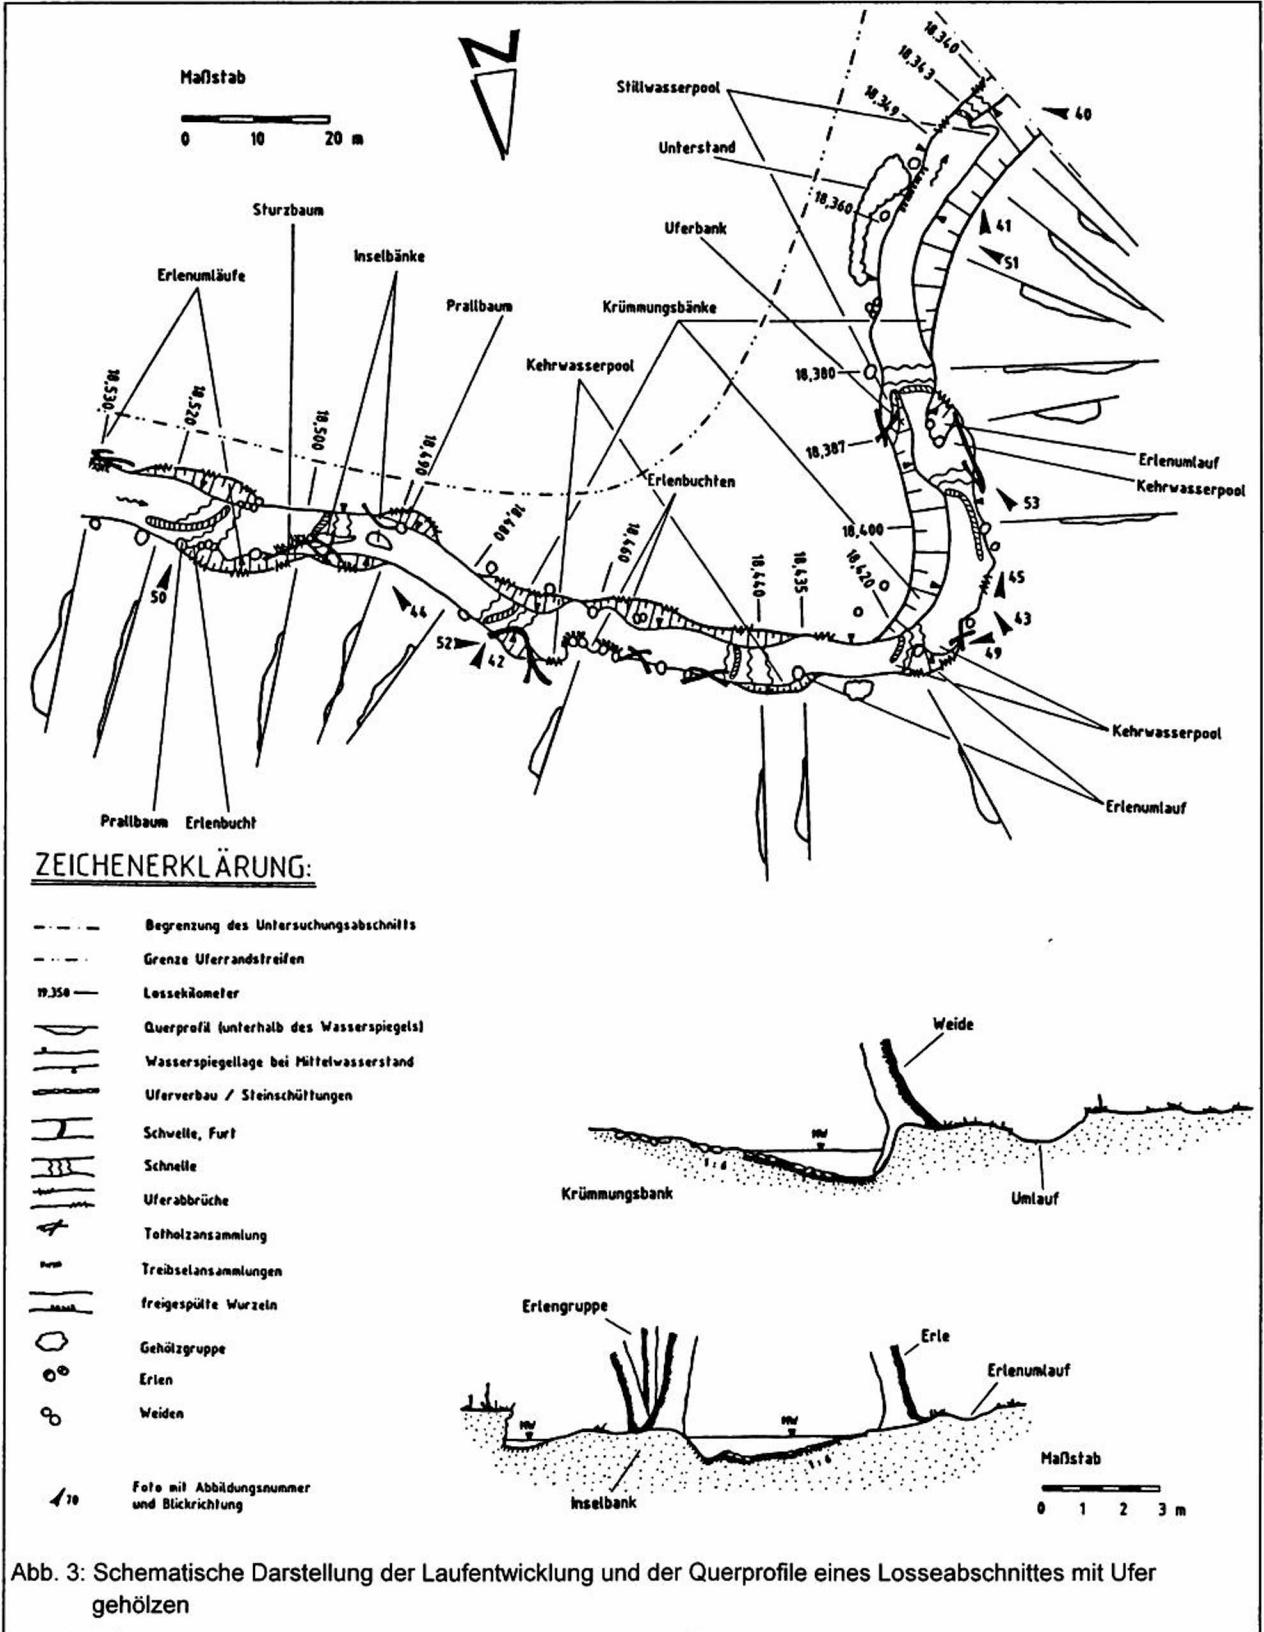 Maßstab
0 10 20 m
N
Stillwasserpool
Unterstand
Uferbank
Krümmungsbänke
Sturzbaum
Inselbänke
Erlenumläufe
Prallbaum
Kehrwasserpool
Erlenbuchten
18.340
18.343
18.349
18,360
18,380
18,387
18,400
18,420
18,435
18,440
18,460
18,480
18,490
18,500
18,520
18,530
40
41
51
53
45
43
49
50
44
52
42
Erlenumlauf
Kehrwasserpool
Kehrwasserpool
Erlenumlauf
Prallbaum Erlenbucht
ZEICHENERKLÄRUNG:
Begrenzung des Untersuchungsabschnitts
Grenze Uferrandstreifen
19.350 Lossekilometer
Querprofil (unterhalb des Wasserspiegels)
Wasserspiegellage bei Mittelwasserstand
Uferverbau / Steinschüttungen
Schwelle, Furt
Schnelle
Uferabbrüche
Totholzansammlung
Treibselansammlungen
freigespülte Wurzeln
Gehölzgruppe
Erlen
Weiden
70 Foto mit Abbildungsnummer
und Blickrichtung
Weide
MW
1:6
Krümmungsbank
Umlauf
Erlengruppe
Erle
Erlenumlauf
MW
MW
1:6
Inselbank
Maßstab
0 1 2 3 m
Abb. 3: Schematische Darstellung der Laufentwicklung und der Querprofile eines Losseabschnittes mit Ufer
gehölzen